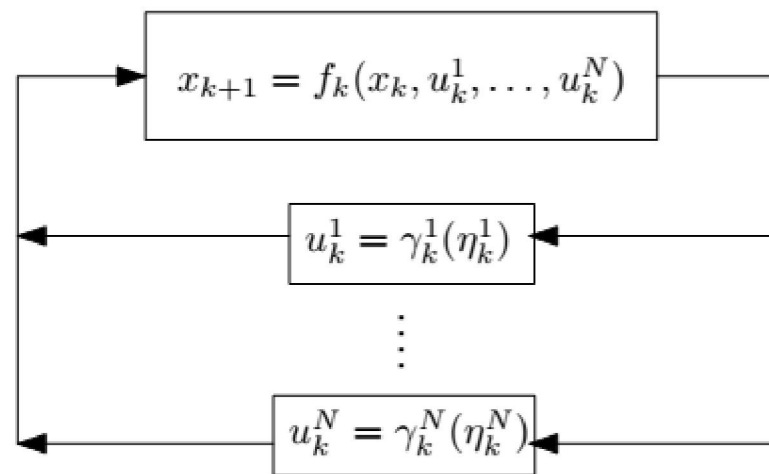 $x_{k+1} = f_k(x_k, u_k^1, \ldots, u_k^N)$
$u_k^1 = \gamma_k^1(\eta_k^1)$
$\vdots$
$u_k^N = \gamma_k^N(\eta_k^N)$